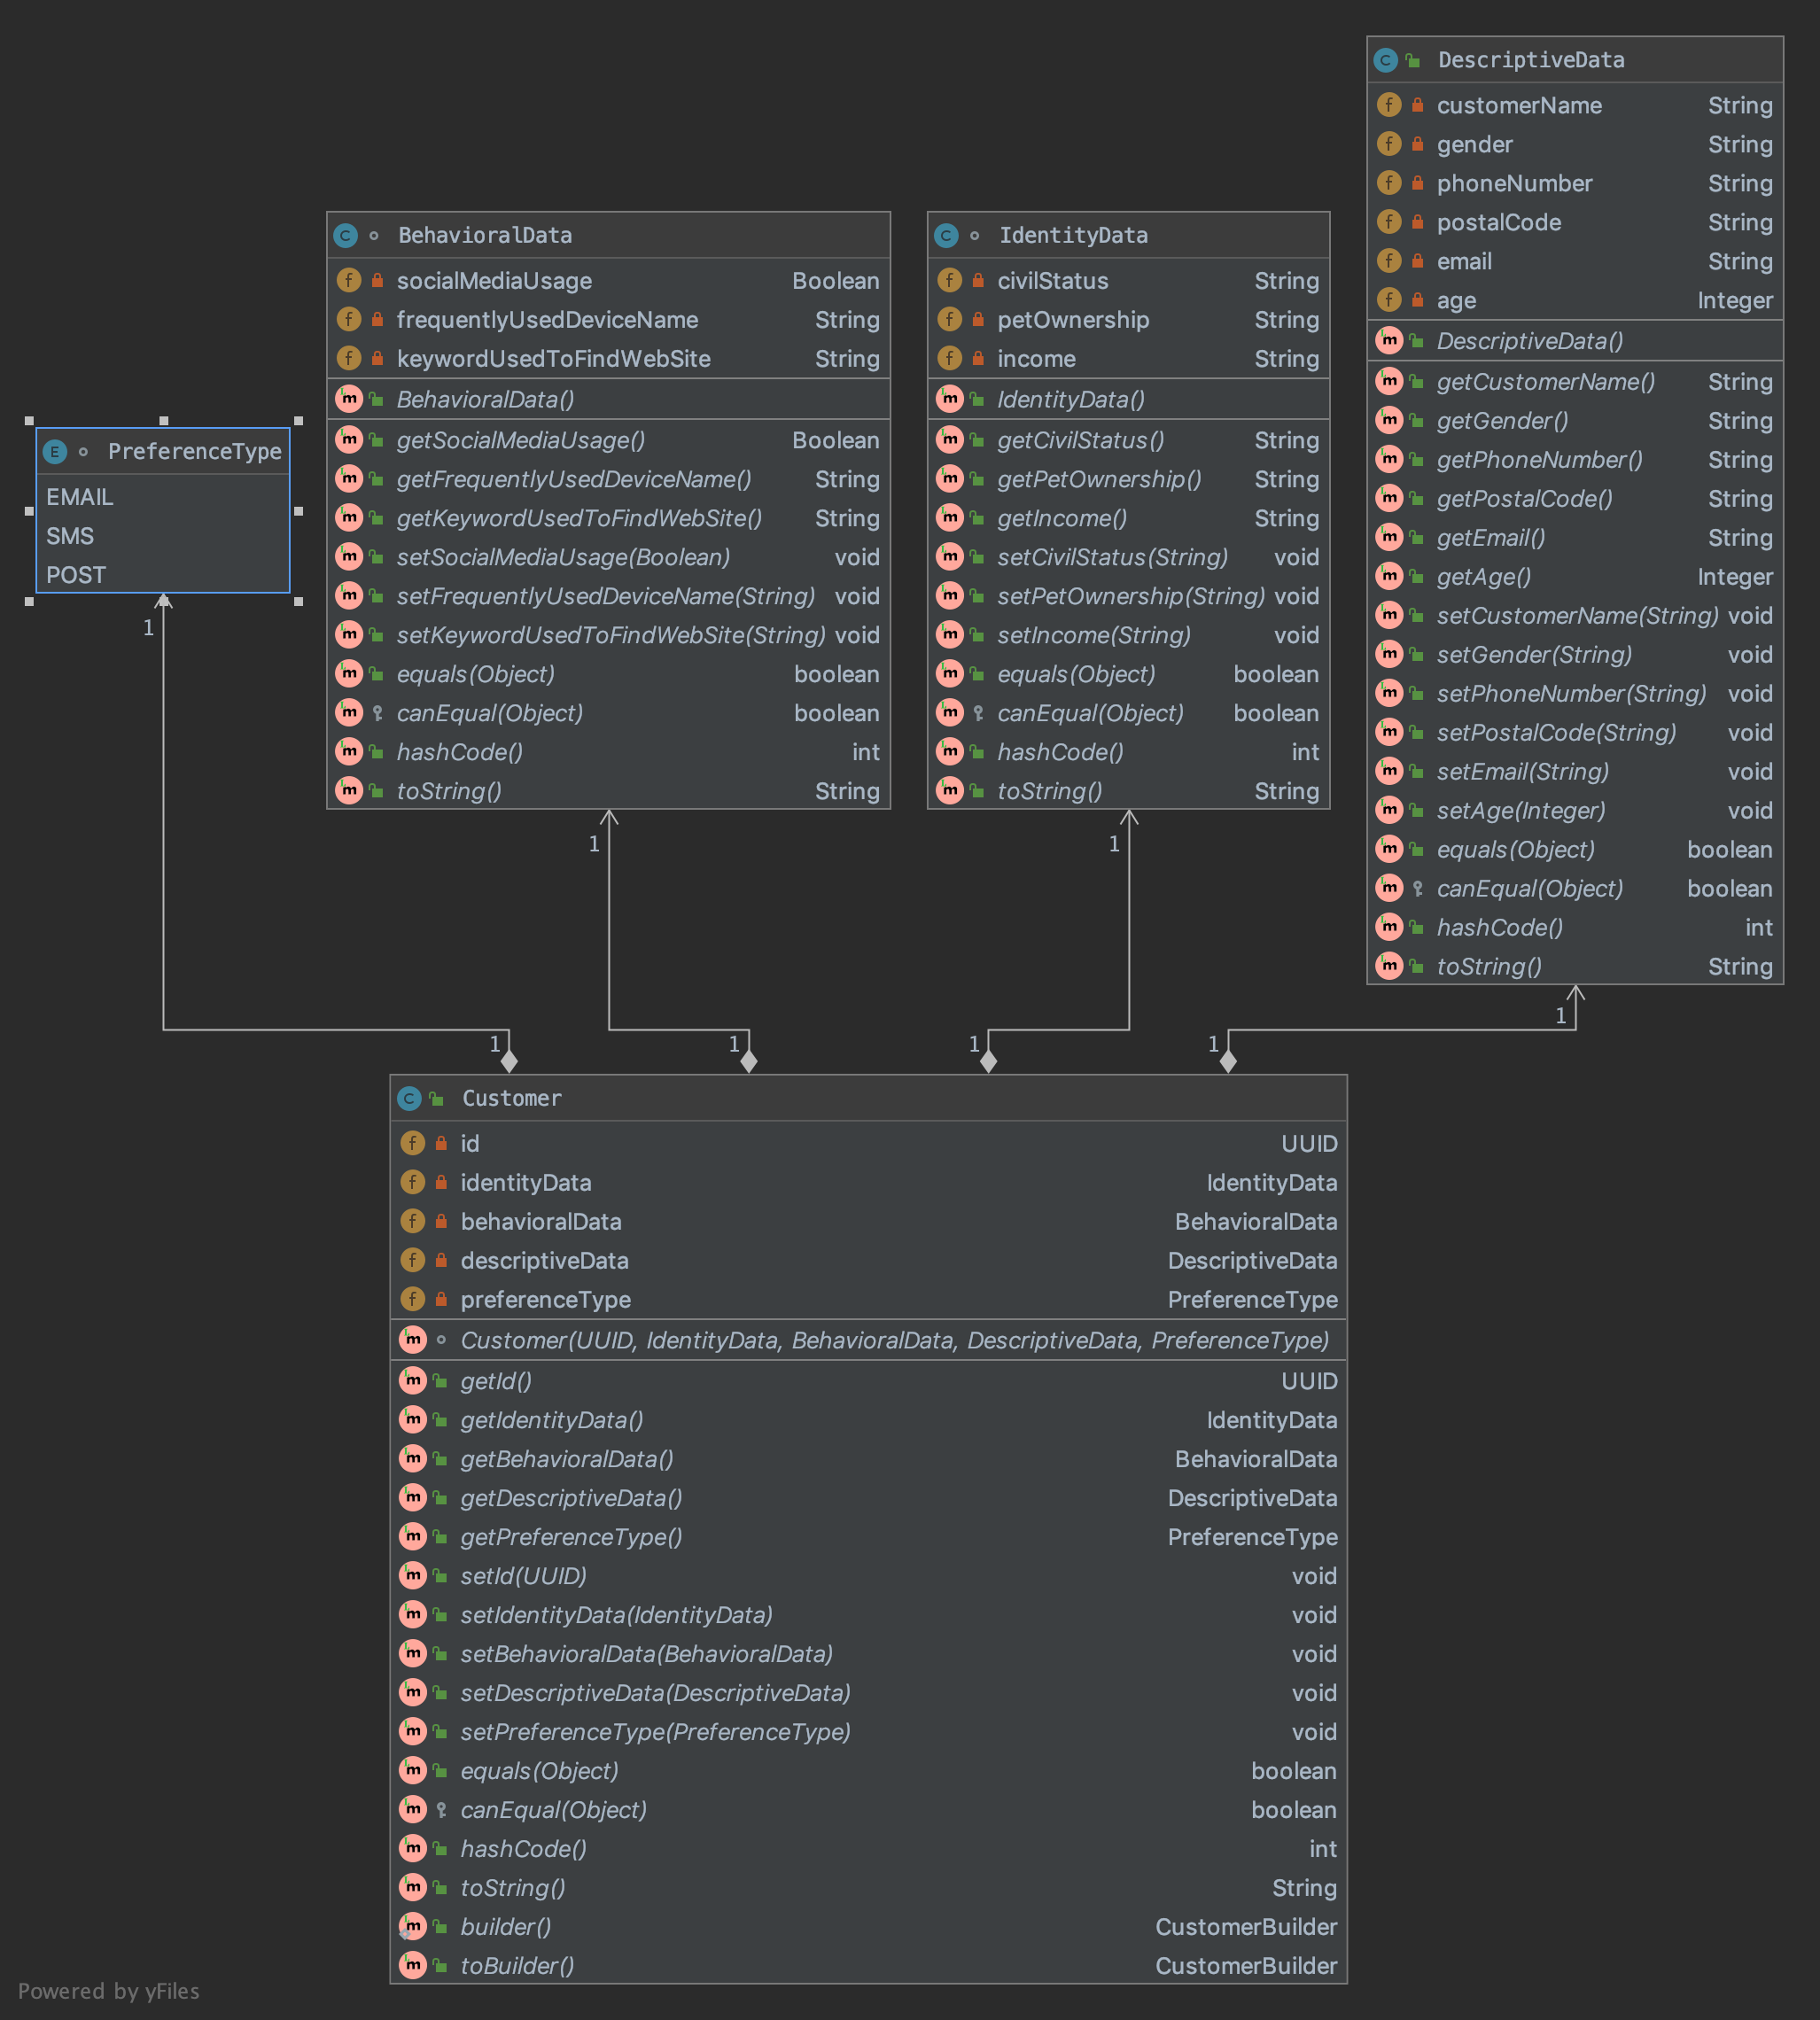 PreferenceType
EMAIL
SMS
POST
1
BehavioralData
socialMediaUsage Boolean
frequentlyUsedDeviceName String
keywordUsedToFindWebSite String
BehavioralData()
getSocialMediaUsage() Boolean
getFrequentlyUsedDeviceName() String
getKeywordUsedToFindWebSite() String
setSocialMediaUsage(Boolean) void
setFrequentlyUsedDeviceName(String) void
setKeywordUsedToFindWebSite(String) void
equals(Object) boolean
canEqual(Object) boolean
hashCode() int
toString() String
1
IdentityData
civilStatus String
petOwnership String
income String
IdentityData()
getCivilStatus() String
getPetOwnership() String
getIncome() String
setCivilStatus(String) void
setPetOwnership(String) void
setIncome(String) void
equals(Object) boolean
canEqual(Object) boolean
hashCode() int
toString() String
1
DescriptiveData
customerName String
gender String
phoneNumber String
postalCode String
email String
age Integer
DescriptiveData()
getCustomerName() String
getGender() String
getPhoneNumber() String
getPostalCode() String
getEmail() String
getAge() Integer
setCustomerName(String) void
setGender(String) void
setPhoneNumber(String) void
setPostalCode(String) void
setEmail(String) void
setAge(Integer) void
equals(Object) boolean
canEqual(Object) boolean
hashCode() int
toString() String
1
1 1 1 1
Customer
id UUID
identityData IdentityData
behavioralData BehavioralData
descriptiveData DescriptiveData
preferenceType PreferenceType
Customer(UUID, IdentityData, BehavioralData, DescriptiveData, PreferenceType)
getId() UUID
getIdentityData() IdentityData
getBehavioralData() BehavioralData
getDescriptiveData() DescriptiveData
getPreferenceType() PreferenceType
setId(UUID) void
setIdentityData(IdentityData) void
setBehavioralData(BehavioralData) void
setDescriptiveData(DescriptiveData) void
setPreferenceType(PreferenceType) void
equals(Object) boolean
canEqual(Object) boolean
hashCode() int
toString() String
builder() CustomerBuilder
toBuilder() CustomerBuilder
Powered by yFiles